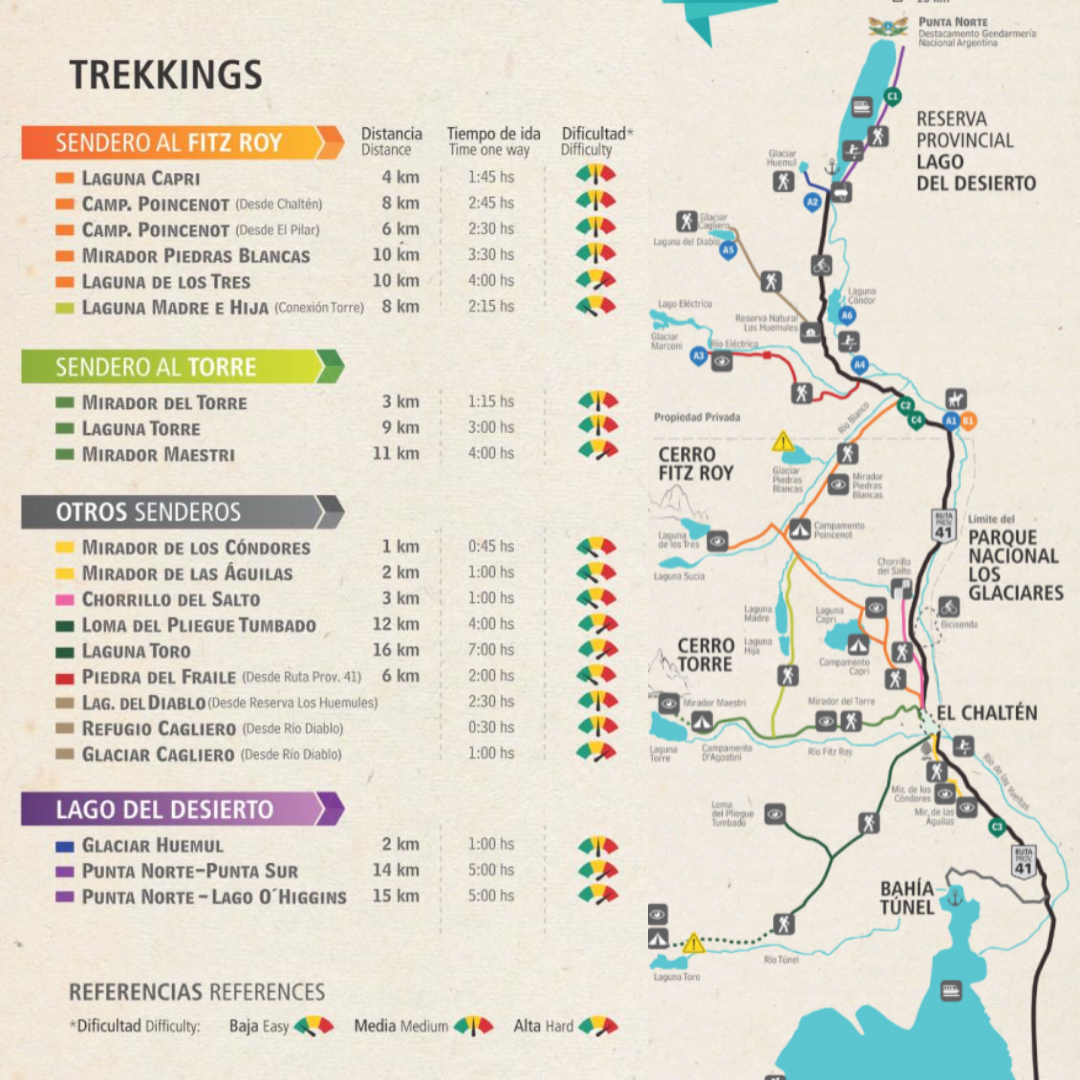 TREKKINGS
SENDERO AL FITZ ROY
Distancia Tiempo de ida Dificultad*
Distance Time one way Difficulty
LAGUNA CAPRI 4 km 1:45 hs
CAMP. POINCENOT (Desde Chaltén) 8 km 2:45 hs
CAMP. POINCENOT (Desde El Pilar) 6 km 2:30 hs
MIRADOR PIEDRAS BLANCAS 10 km 3:30 hs
LAGUNA DE LOS TRES 10 km 4:00 hs
LAGUNA MADRE E HIJA (Conexión Torre) 8 km 2:15 hs
SENDERO AL TORRE
MIRADOR DEL TORRE 3 km 1:15 hs
LAGUNA TORRE 9 km 3:00 hs
MIRADOR MAESTRI 11 km 4:00 hs
OTROS SENDEROS
MIRADOR DE LOS CÓNDORES 1 km 0:45 hs
MIRADOR DE LAS ÁGUILAS 2 km 1:00 hs
CHORRILLO DEL SALTO 3 km 1:00 hs
LOMA DEL PLIEGUE TUMBADO 12 km 4:00 hs
LAGUNA TORO 16 km 7:00 hs
PIEDRA DEL FRAILE (Desde Ruta Prov. 41) 6 km 2:00 hs
LAG. DEL DIABLO (Desde Reserva Los Huemules) 2:30 hs
REFUGIO CAGLIERO (Desde Río Diablo) 0:30 hs
GLACIAR CAGLIERO (Desde Río Diablo) 1:00 hs
LAGO DEL DESIERTO
GLACIAR HUEMUL 2 km 1:00 hs
PUNTA NORTE-PUNTA SUR 14 km 5:00 hs
PUNTA NORTE - LAGO O´HIGGINS 15 km 5:00 hs
REFERENCIAS REFERENCES
*Dificultad Difficulty: Baja Easy Media Medium Alta Hard
PUNTA NORTE
Destacamento Gendarmería
Nacional Argentina
C1
RESERVA
PROVINCIAL
LAGO
DEL DESIERTO
Glaciar
Huemul
A2
Glaciar
Cagliero
Laguna del Diablo
A5
Laguna
Cóndor
A6
Lago Eléctrico
Reserva Natural
Los Huemules
Glaciar
Marconi
Río Eléctrico
A3
A4
C2
C4
A1
B1
Río Blanco
Propiedad Privada
CERRO
FITZ ROY
Glaciar
Piedras
Blancas
Mirador
Piedras
Blancas
RUTA
PROV.
41
Límite del
PARQUE
NACIONAL
LOS
GLACIARES
Campamento
Poincenot
Laguna
de los Tres
Laguna Sucia
Chorrillo
del Salto
Laguna
Madre
Laguna
Capri
Bicisenda
Laguna
Hija
CERRO
TORRE
Campamento
Capri
Mirador Maestri
Mirador del Torre
EL CHALTÉN
Laguna
Torre
Campamento
D'Agostini
Río Fitz Roy
Río de las Vueltas
Mir. de los
Cóndores
Mir. de las
Águilas
Loma
del Pliegue
Tumbado
C3
RUTA
PROV.
41
BAHÍA
TÚNEL
Río Túnel
Laguna Toro